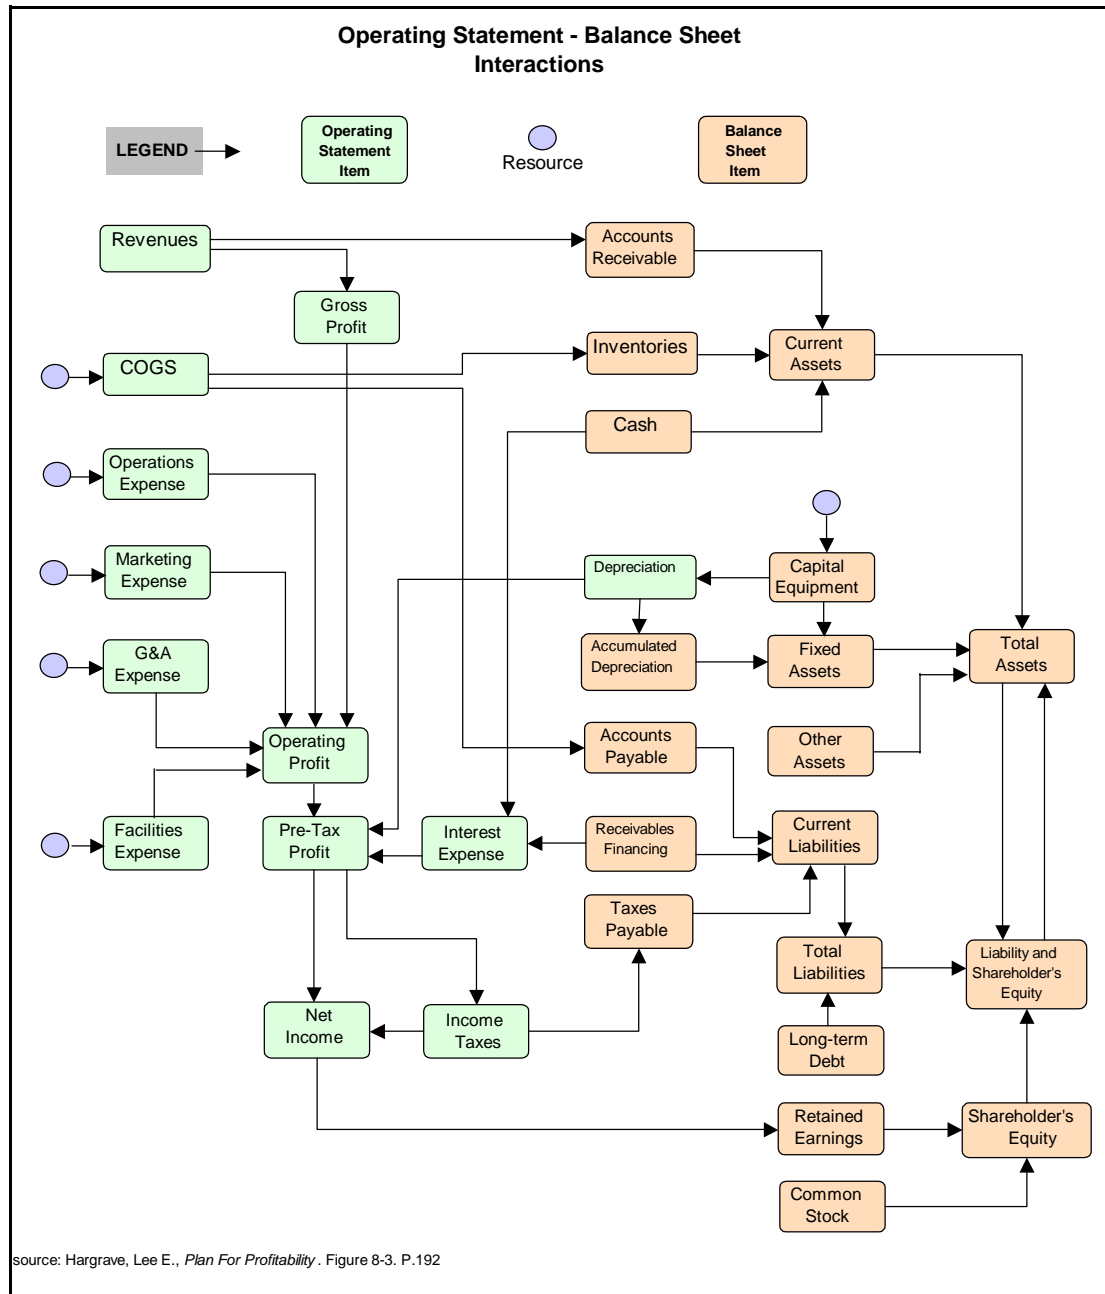 Operating Statement - Balance Sheet
Interactions
LEGEND
Operating
Statement
Item
Resource
Balance
Sheet
Item
Revenues
Accounts
Receivable
Gross
Profit
COGS
Inventories
Current
Assets
Cash
Operations
Expense
Marketing
Expense
Depreciation
Capital
Equipment
G&A
Expense
Accumulated
Depreciation
Fixed
Assets
Total
Assets
Operating
Profit
Accounts
Payable
Other
Assets
Facilities
Expense
Pre-Tax
Profit
Interest
Expense
Receivables
Financing
Current
Liabilities
Taxes
Payable
Total
Liabilities
Liability and
Shareholder's
Equity
Net
Income
Income
Taxes
Long-term
Debt
Retained
Earnings
Shareholder's
Equity
Common
Stock
source: Hargrave, Lee E., Plan For Profitability. Figure 8-3. P.192